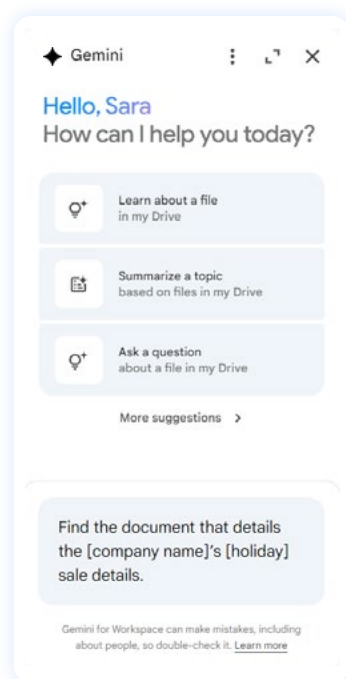 Gemini
Hello, Sara
How can I help you today?
Learn about a file
in my Drive
Summarize a topic
based on files in my Drive
Ask a question
about a file in my Drive
More suggestions
Find the document that details
the [company name]'s [holiday]
sale details.
Gemini for Workspace can make mistakes, including
about people, so double-check it. Learn more